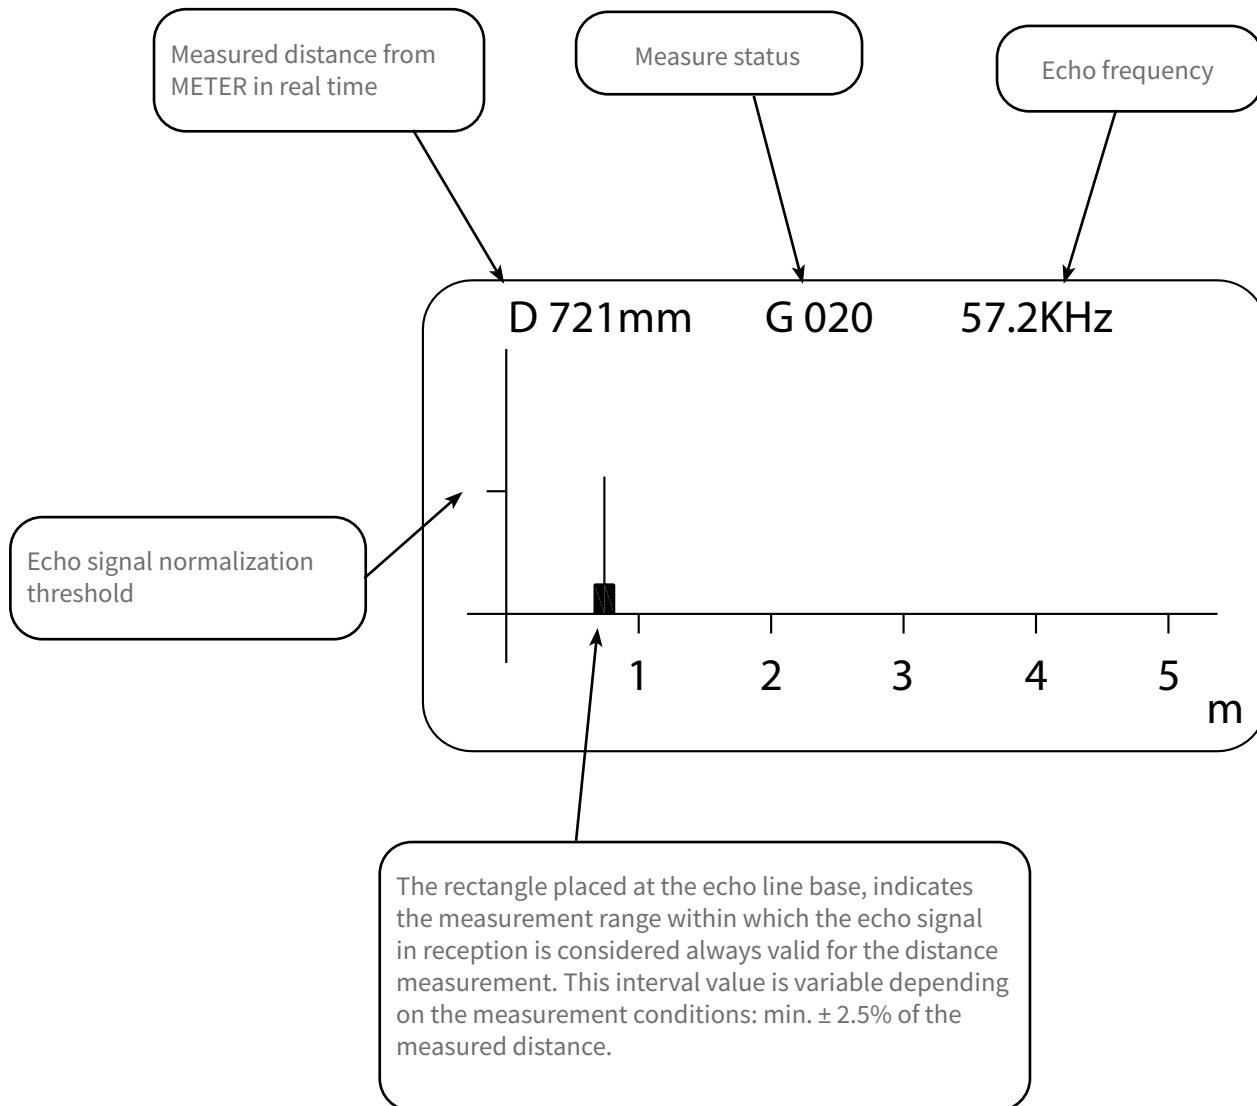 Measured distance from
METER in real time
Measure status
Echo frequency
D 721mm
G 020
57.2KHz
Echo signal normalization
threshold
1
2
3
4
5
m
The rectangle placed at the echo line base, indicates
the measurement range within which the echo signal
in reception is considered always valid for the distance
measurement. This interval value is variable depending
on the measurement conditions: min. ± 2.5% of the
measured distance.